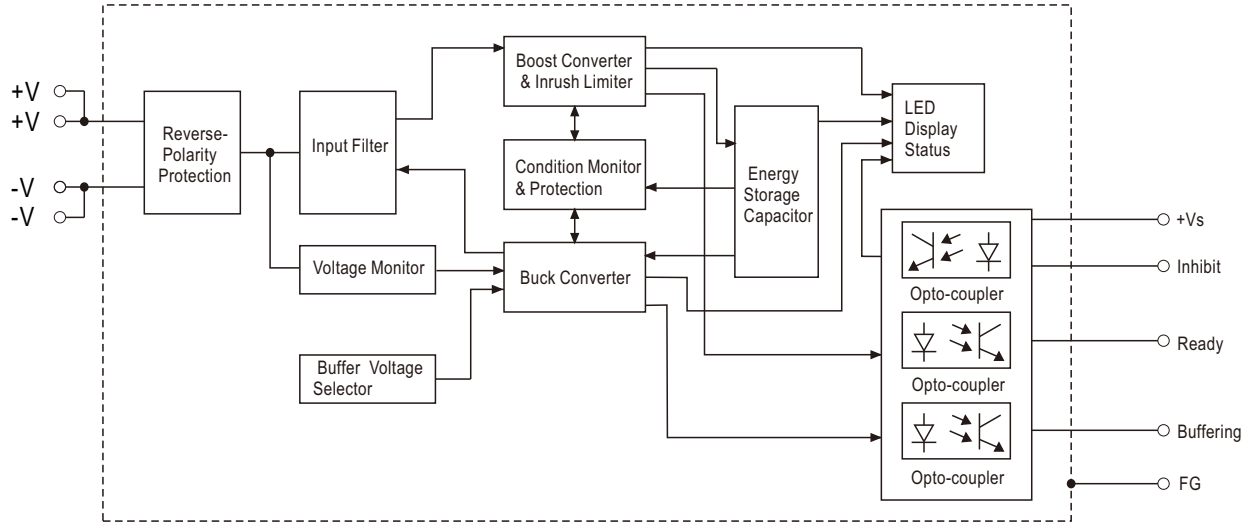 +V
+V
-V
-V
Reverse-
Polarity
Protection
Input Filter
Voltage Monitor
Buffer Voltage
Selector
Boost Converter
& Inrush Limiter
Condition Monitor
& Protection
Buck Converter
Energy
Storage
Capacitor
LED
Display
Status
Opto-coupler
Opto-coupler
Opto-coupler
+Vs
Inhibit
Ready
Buffering
FG